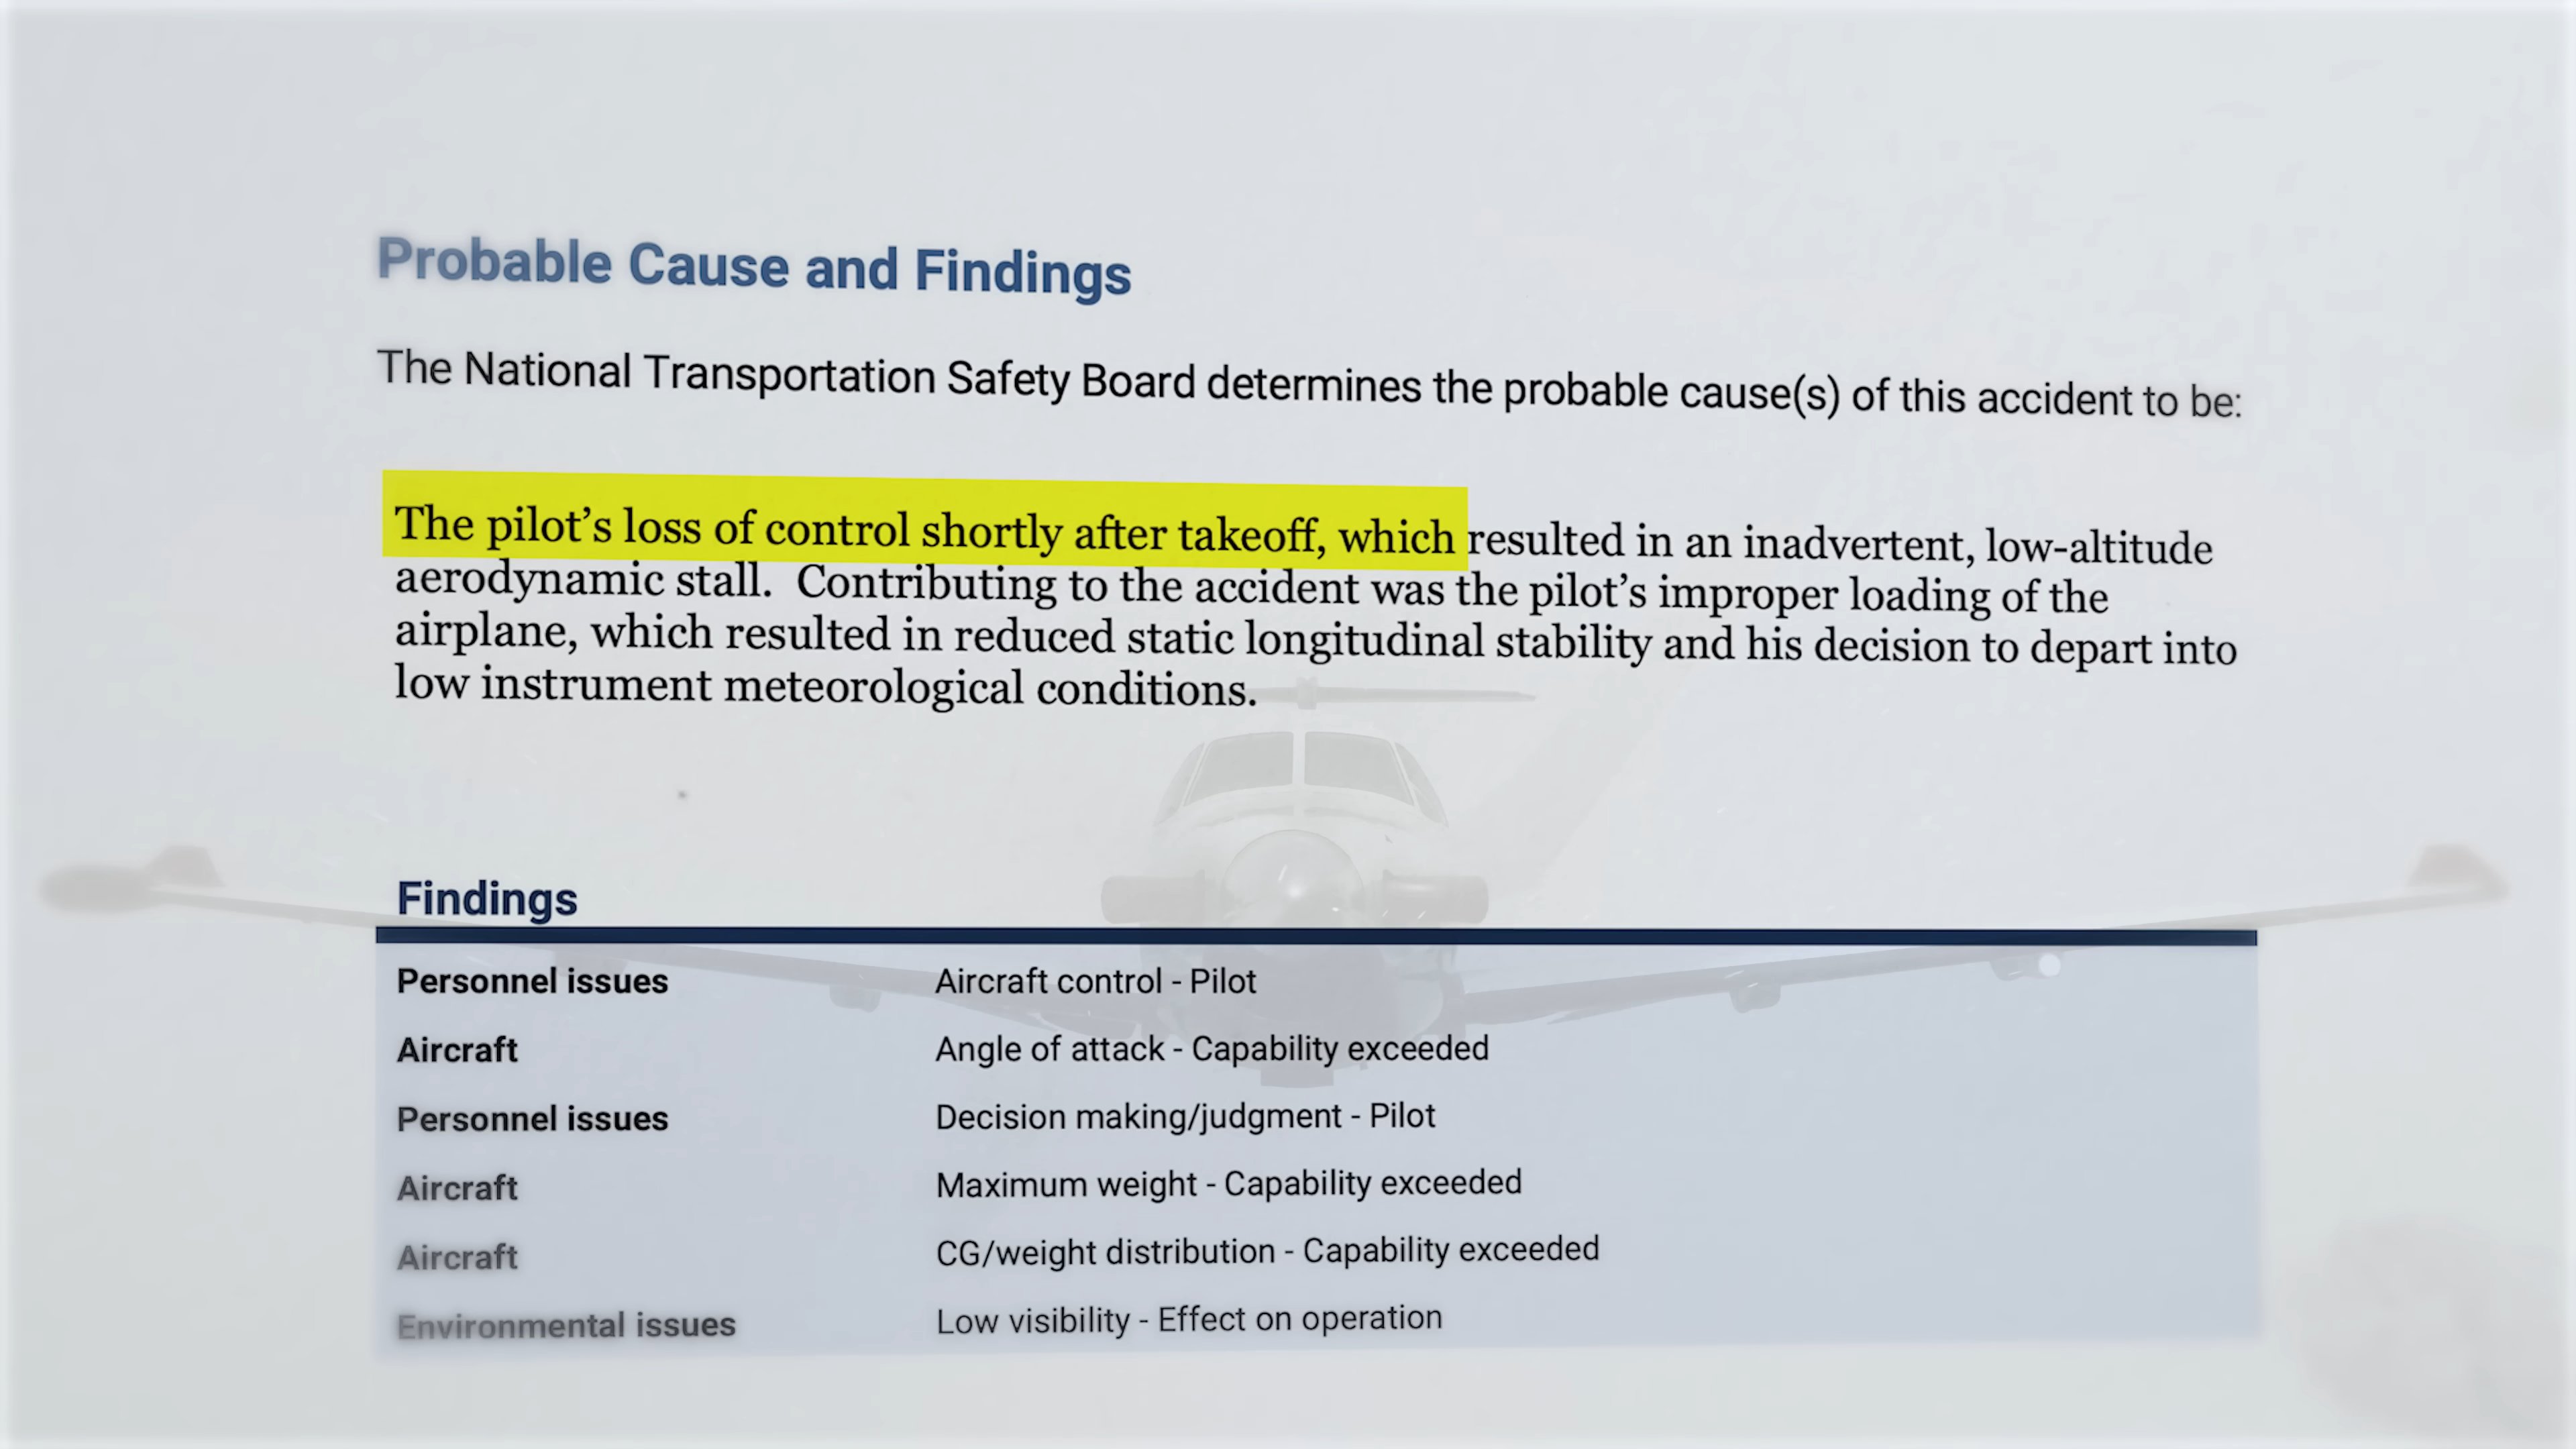 Probable Cause and Findings
The National Transportation Safety Board determines the probable cause(s) of this accident to be:
The pilot’s loss of control shortly after takeoff, which resulted in an inadvertent, low-altitude
aerodynamic stall.  Contributing to the accident was the pilot’s improper loading of the
airplane, which resulted in reduced static longitudinal stability and his decision to depart into
low instrument meteorological conditions.
Findings
Personnel issues Aircraft control - Pilot
Aircraft Angle of attack - Capability exceeded
Personnel issues Decision making/judgment - Pilot
Aircraft Maximum weight - Capability exceeded
Aircraft CG/weight distribution - Capability exceeded
Environmental issues Low visibility - Effect on operation